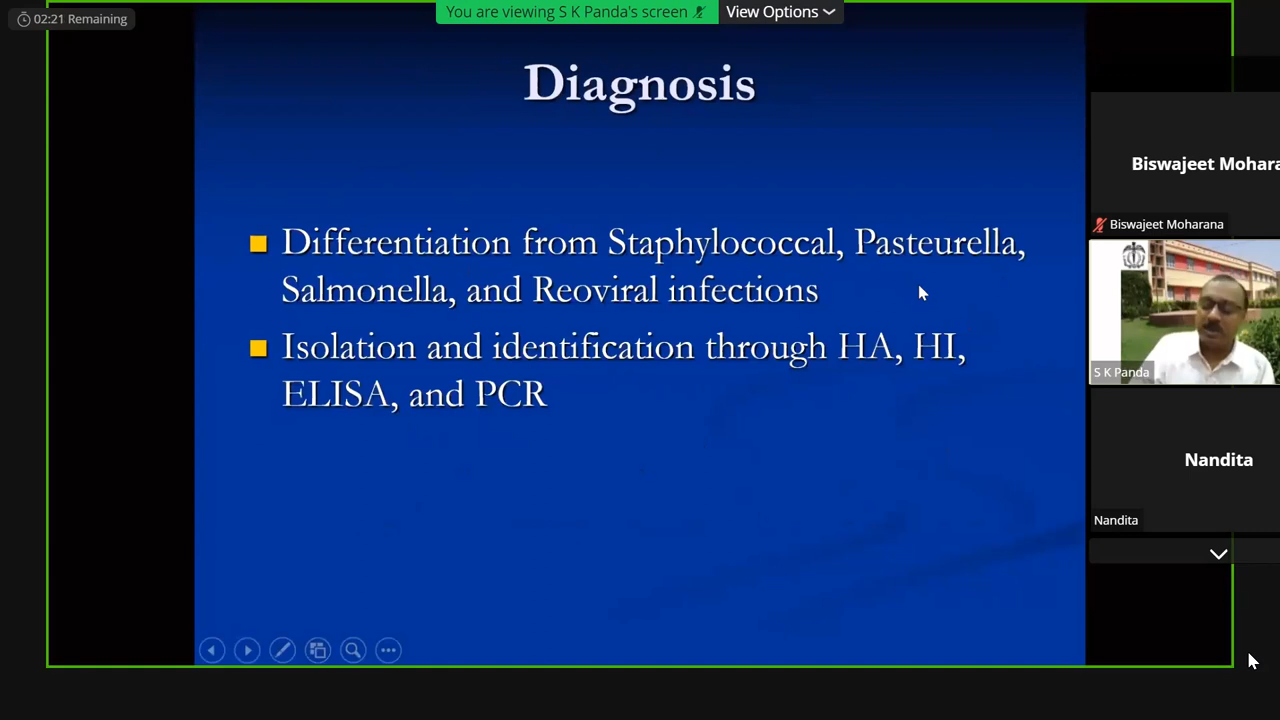 02:21 Remaining
You are viewing S K Panda's screen
View Options
Diagnosis
Differentiation from Staphylococcal, Pasteurella,
Salmonella, and Reoviral infections
Isolation and identification through HA, HI,
ELISA, and PCR
Biswajeet Mohara
Biswajeet Moharana
S K Panda
Nandita
Nandita